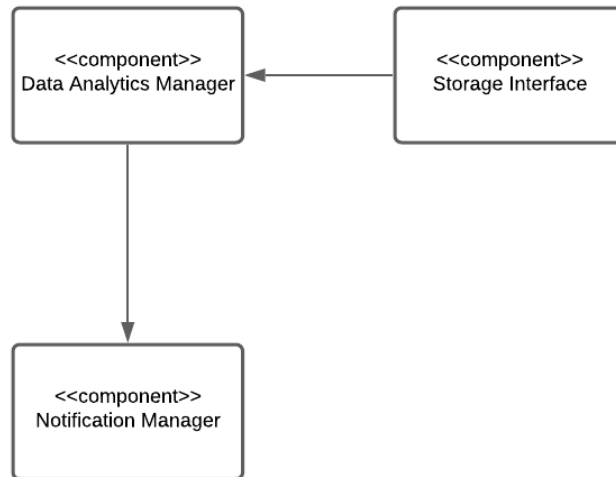 <<component>>
Data Analytics Manager
<<component>>
Storage Interface
<<component>>
Notification Manager